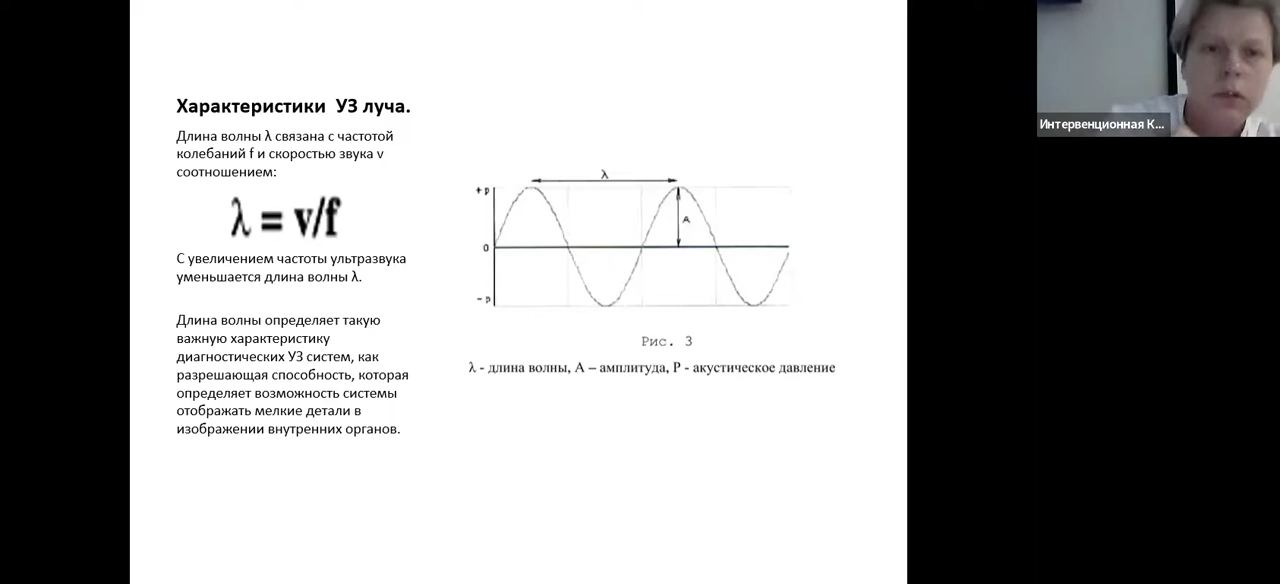 Характеристики УЗ луча.
Длина волны λ связана с частотой
колебаний f и скоростью звука v
соотношением:
λ = v/f
С увеличением частоты ультразвука
уменьшается длина волны λ.
Длина волны определяет такую
важную характеристику
диагностических УЗ систем, как
разрешающая способность, которая
определяет возможность системы
отображать мелкие детали в
изображении внутренних органов.
λ
+p
A
0
-p
Рис. 3
λ - длина волны, А – амплитуда, Р - акустическое давление
Интервенционная К...